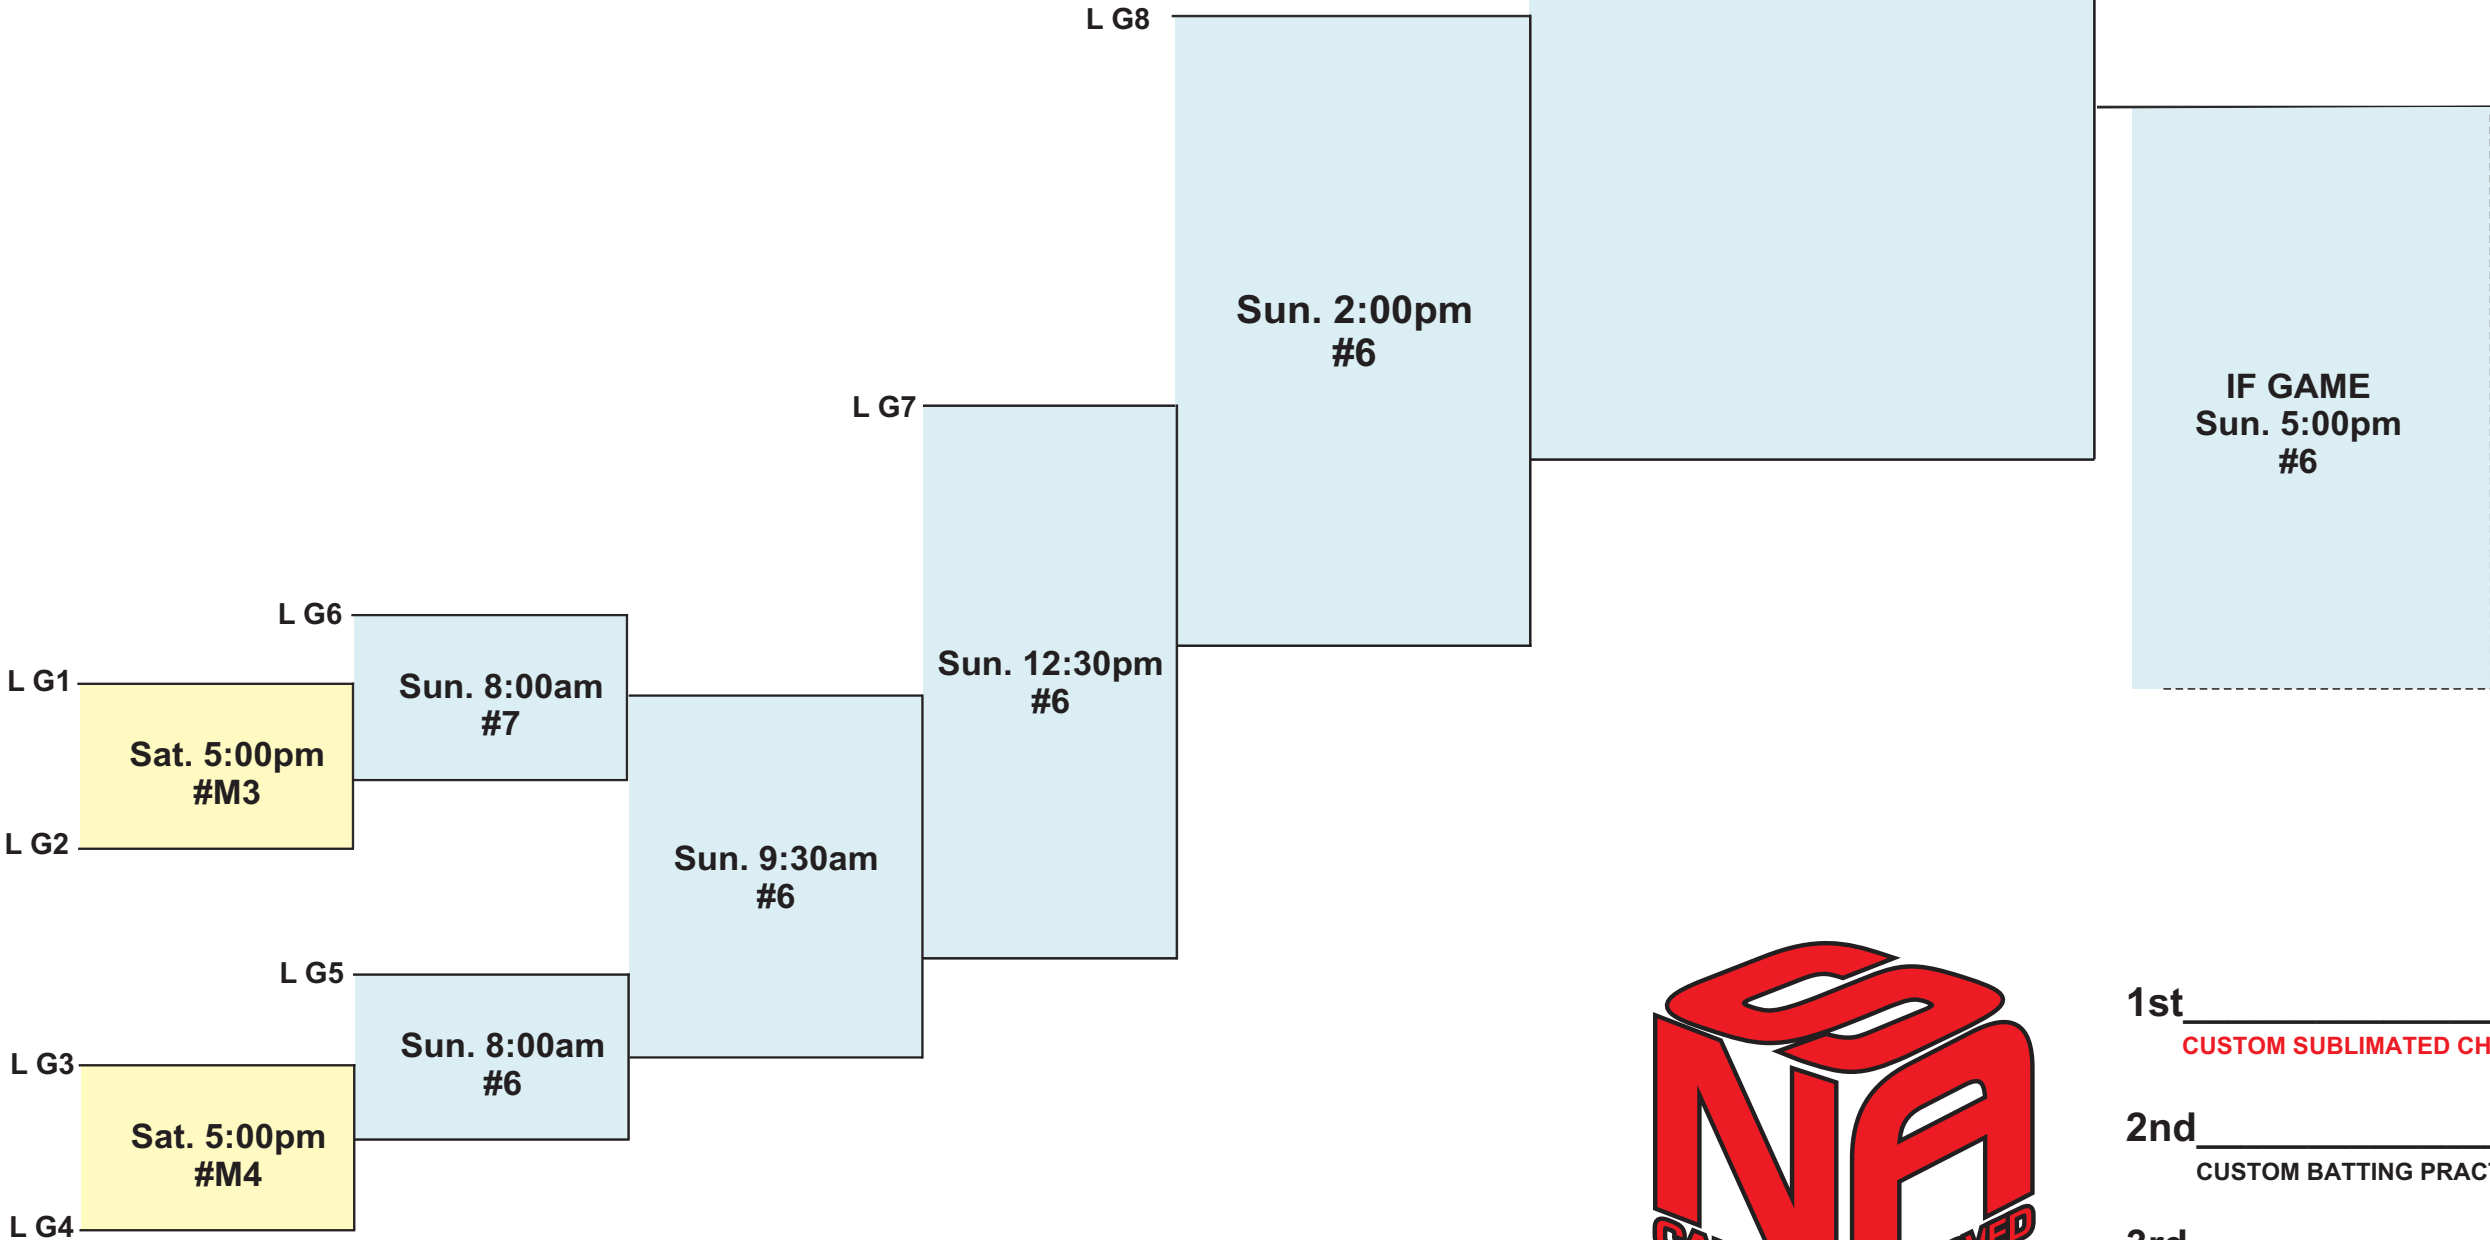 L G8
Sun. 2:00pm
#6
IF GAME
Sun. 5:00pm
#6
L G7
Sun. 12:30pm
#6
L G6
Sun. 8:00am
#7
L G1
Sat. 5:00pm
#M3
L G2
Sun. 9:30am
#6
L G5
Sun. 8:00am
#6
L G3
Sat. 5:00pm
#M4
L G4
NSA
1st
CUSTOM SUBLIMATED CH
2nd
CUSTOM BATTING PRAC
3rd